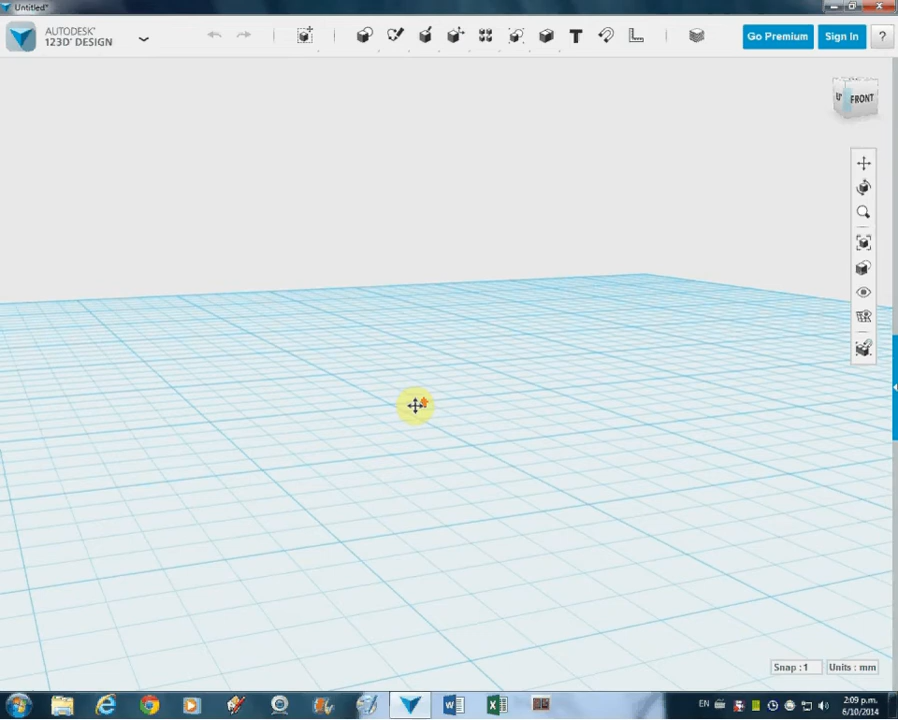 Untitled*
AUTODESK®
123D® DESIGN
T
Go Premium
Sign In
?
FRONT
Snap : 1
Units : mm
EN
2:09 p.m.
6/10/2014